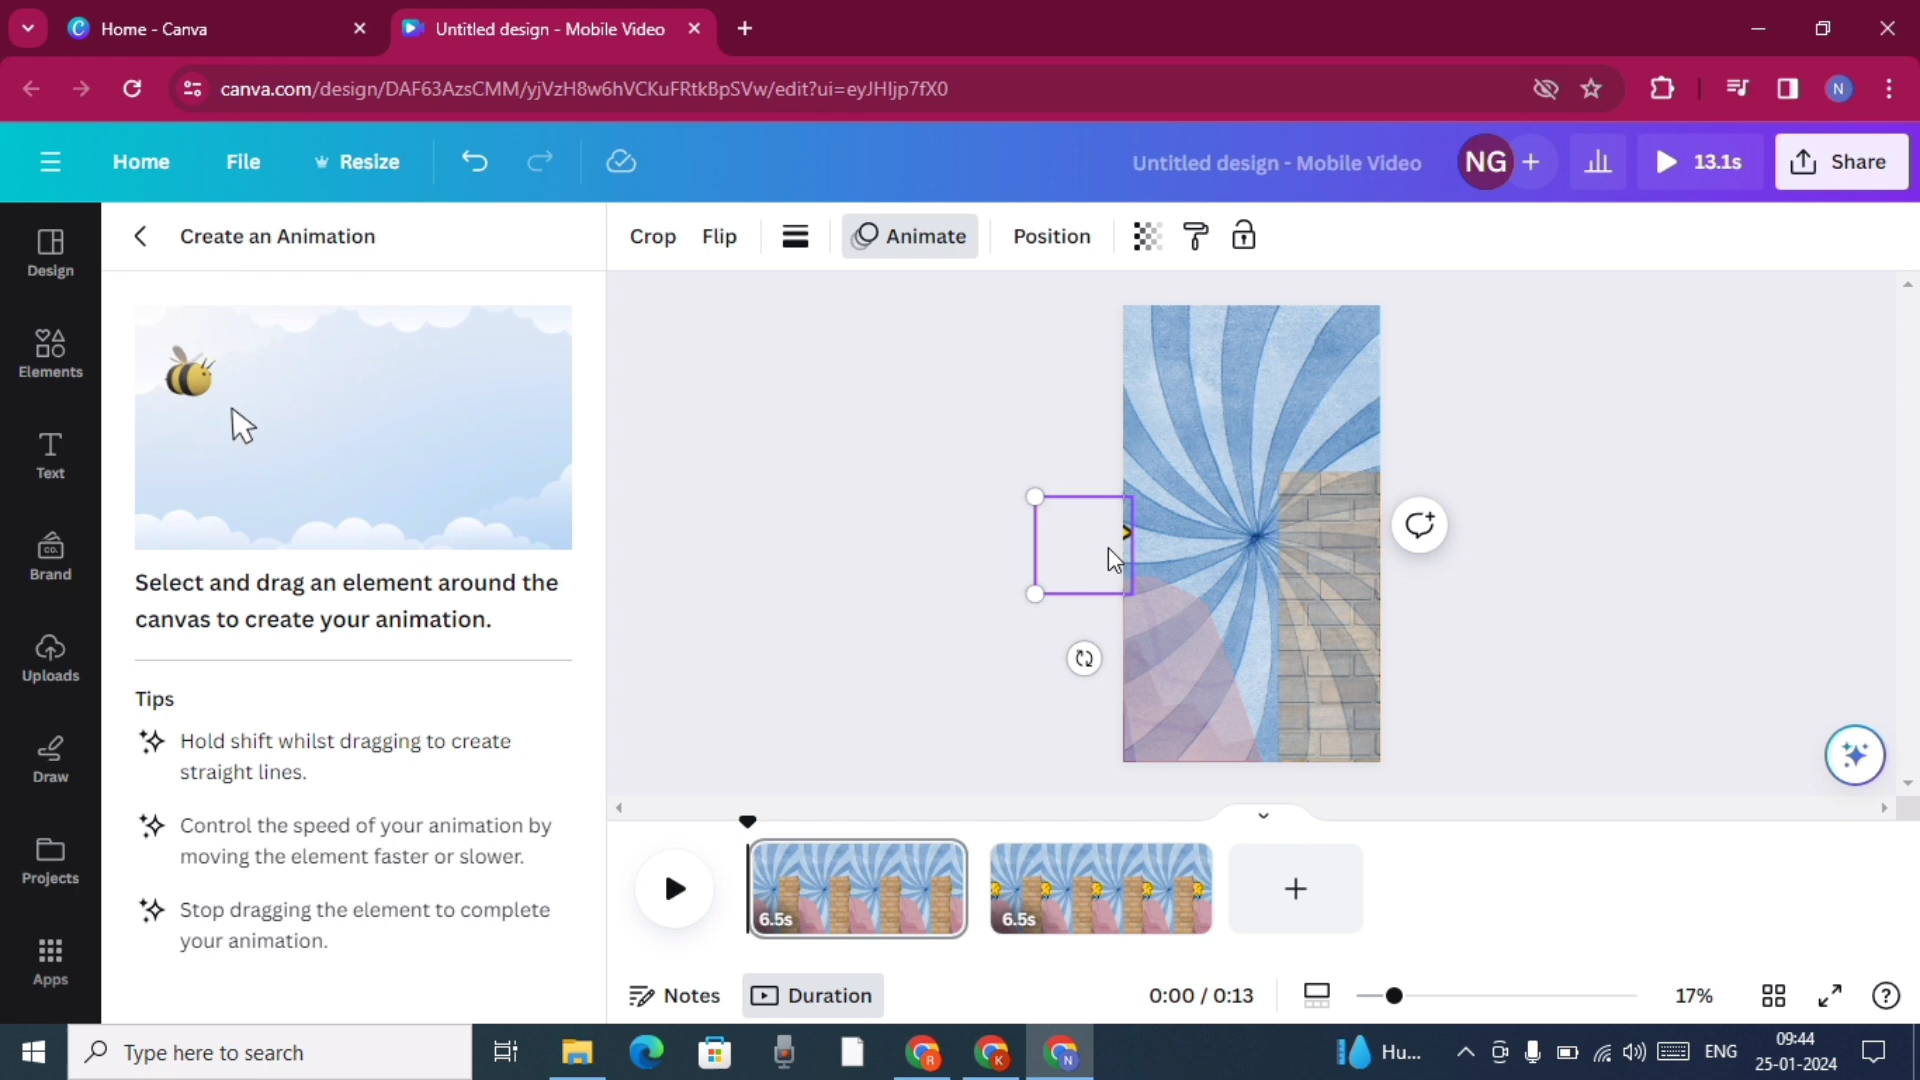 Home - Canva
Untitled design - Mobile Video
canva.com/design/DAF63AzsCMM/yjVzH8w6hVCKuFRtkBpSVw/edit?ui=eyJHIjp7fX0
N
Home
File
Resize
Untitled design - Mobile Video
NG
13.1s
Share
Design
Elements
Text
CO.
Brand
Uploads
Draw
Projects
Apps
Create an Animation
Select and drag an element around the
canvas to create your animation.
Tips
Hold shift whilst dragging to create
straight lines.
Control the speed of your animation by
moving the element faster or slower.
Stop dragging the element to complete
your animation.
Crop
Flip
Animate
Position
6.5s
6.5s
Notes
Duration
0:00 / 0:13
17%
Type here to search
R
K
N
Hu...
ENG
09:44
25-01-2024